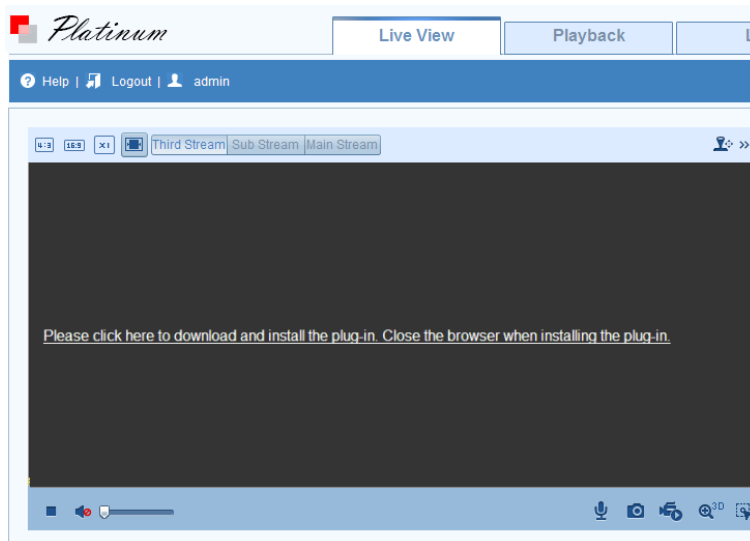 Platinum
Live View
Playback
L
Help | Logout | admin
4:3 16:9 X1 Third Stream Sub Stream Main Stream
Please click here to download and install the plug-in. Close the browser when installing the plug-in.
3D